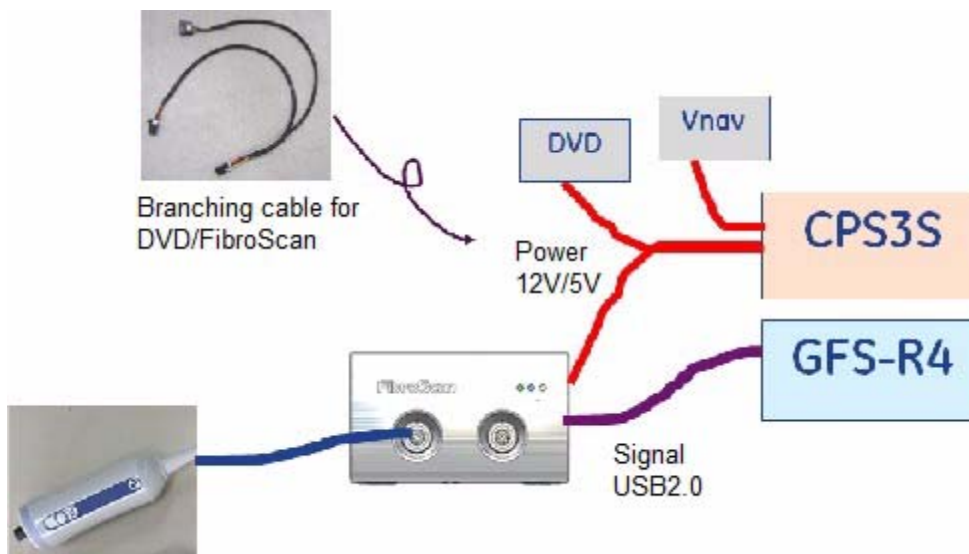 Vnav
DVD
Branching cable for
DVD/FibroScan
CPS3S
Power
12V/5V
GFS-R4
FibroScan
Signal
USB2.0